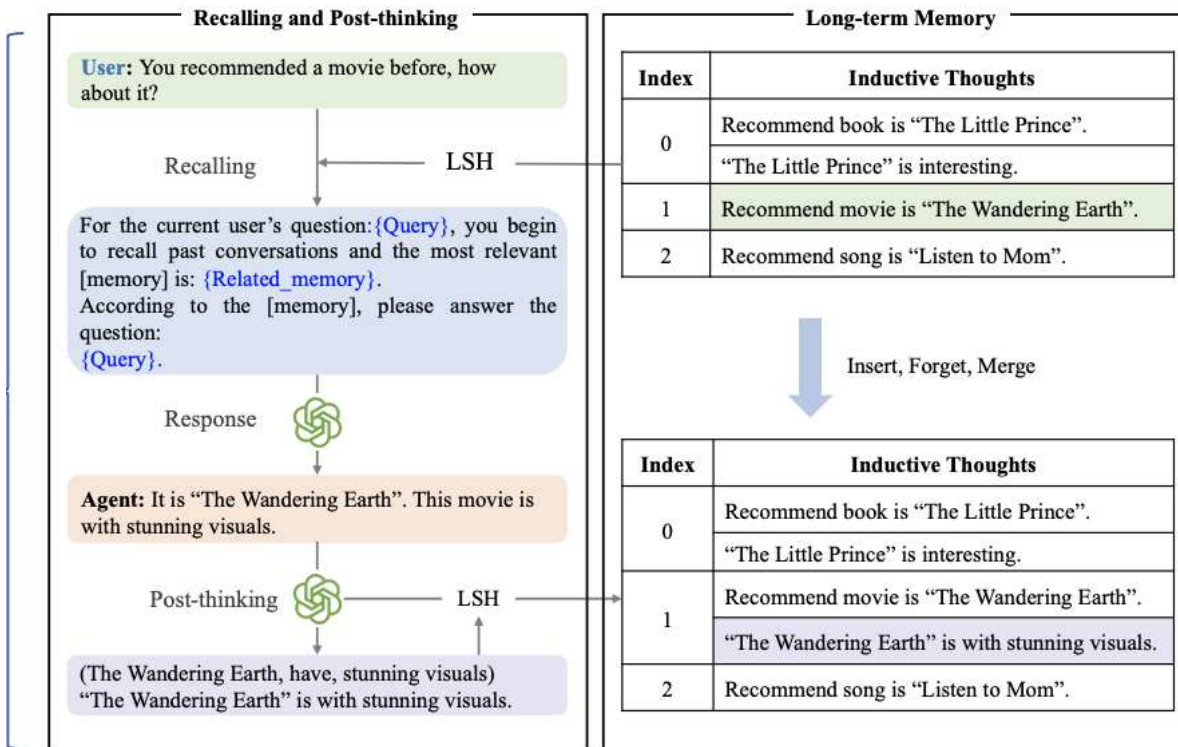 Recalling and Post-thinking
User: You recommended a movie before, how
about it?
Recalling
LSH
For the current user's question:{Query}, you begin
to recall past conversations and the most relevant
[memory] is: {Related_memory}.
According to the [memory], please answer the
question:
{Query}.
Response
Agent: It is “The Wandering Earth”. This movie is
with stunning visuals.
Post-thinking
LSH
(The Wandering Earth, have, stunning visuals)
“The Wandering Earth” is with stunning visuals.
Long-term Memory
Index Inductive Thoughts
0
Recommend book is “The Little Prince”.
“The Little Prince” is interesting.
1 Recommend movie is “The Wandering Earth”.
2 Recommend song is “Listen to Mom”.
Insert, Forget, Merge
Index Inductive Thoughts
0
Recommend book is “The Little Prince”.
“The Little Prince” is interesting.
1
Recommend movie is “The Wandering Earth”.
“The Wandering Earth” is with stunning visuals.
2 Recommend song is “Listen to Mom”.